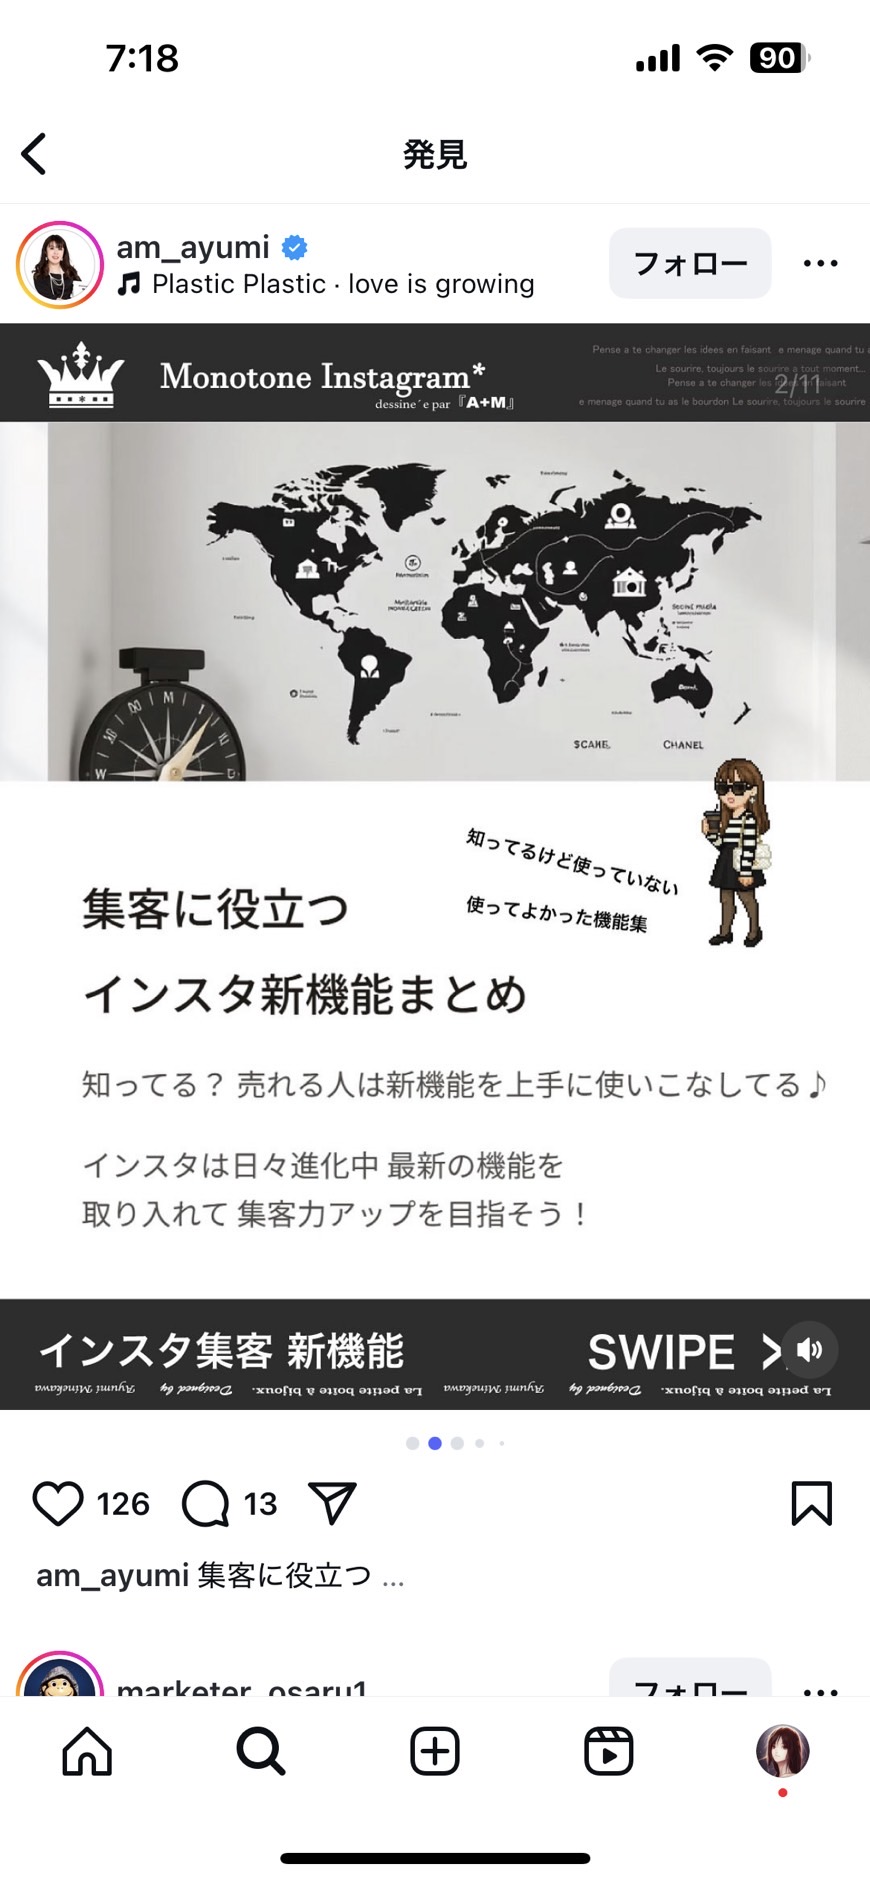 7:18
90
発見
am_ayumi
Plastic Plastic · love is growing
フォロー
Monotone Instagram*
dessine´e par『A+M』
Pense a te changer les idees en faisant e menage quand tu
Le sourire, toujours le sourire a tout moment...
Pense a te changer les idees en faisant
e menage quand tu as le bourdon Le sourire, toujours le sourire
2/11
SCAHE
CHANEL
知ってるけど使っていない
使ってよかった機能集
集客に役立つ
インスタ新機能まとめ
知ってる？ 売れる人は新機能を上手に使いこなしてる♪
インスタは日々進化中 最新の機能を
取り入れて 集客力アップを目指そう！
インスタ集客 新機能
SWIPE
La petite boite à bijoux. Designed by Ayumi Minekawa La petite boite à bijoux. Designed by Ayumi Minekawa
126
13
am_ayumi 集客に役立つ ...
marketer_osaru1
フォロー